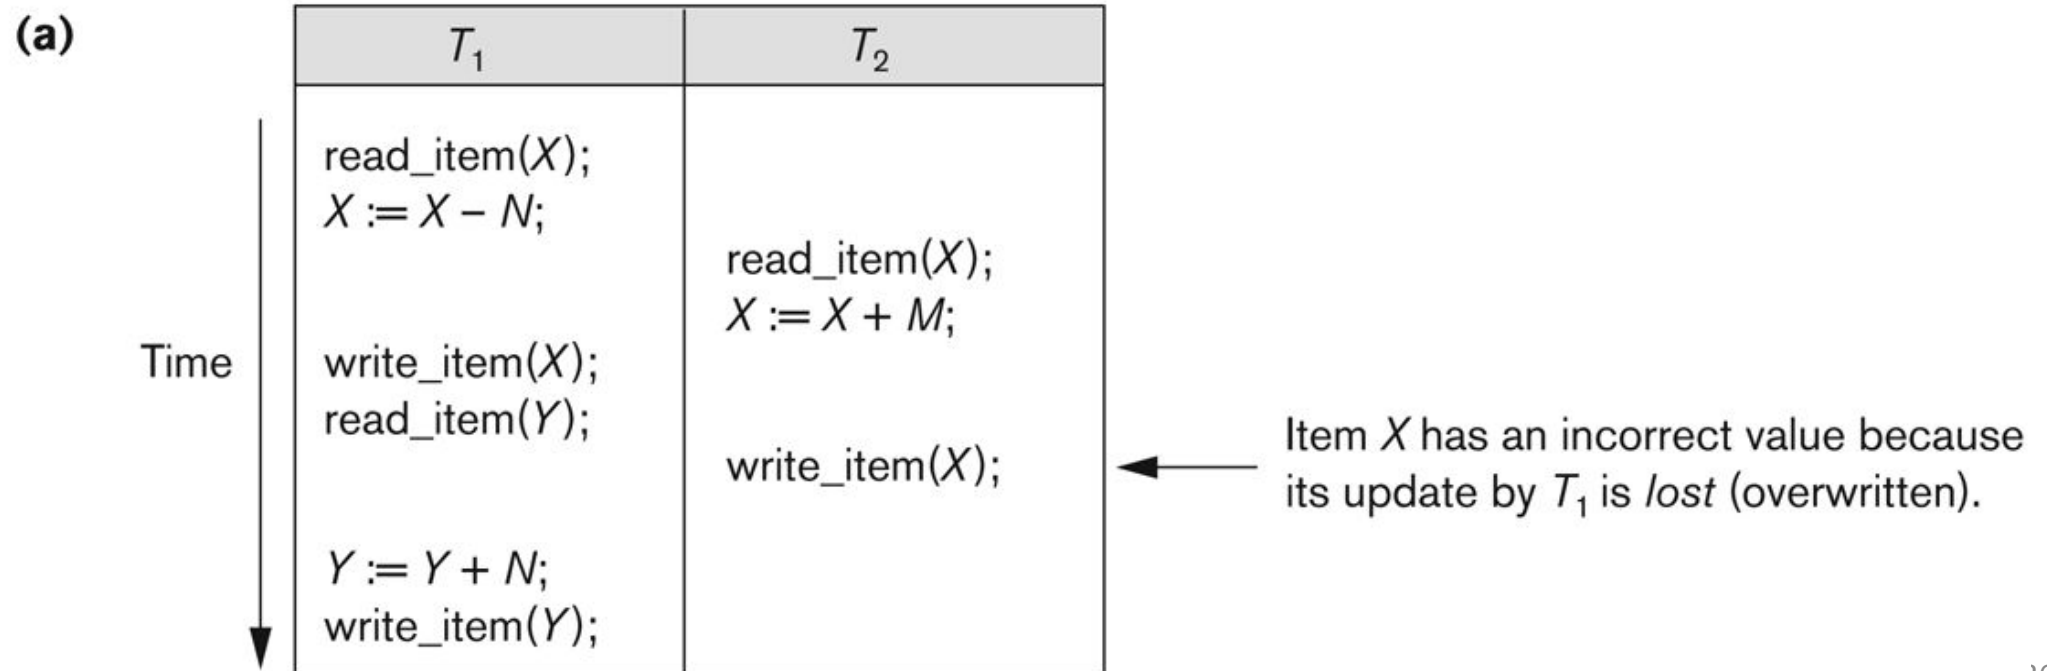 (a)
T1 T2
read_item(X);
X := X – N;
read_item(X);
X := X + M;
Time
write_item(X);
read_item(Y);
write_item(X);
Item X has an incorrect value because
its update by T1 is lost (overwritten).
Y := Y + N;
write_item(Y);